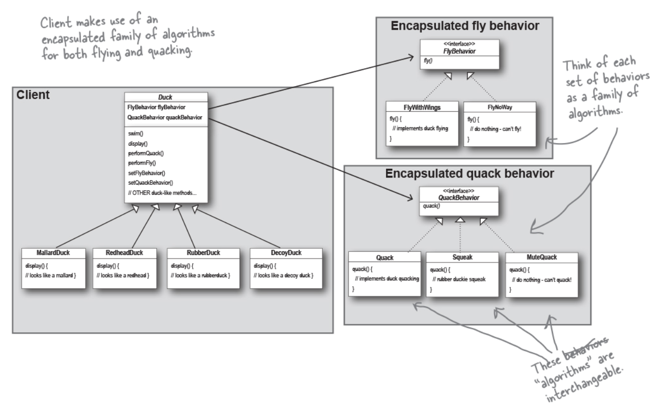 Client makes use of an
encapsulated family of algorithms
for both flying and quacking.
Client
Duck
FlyBehavior flyBehavior
QuackBehavior quackBehavior
swim()
display()
performQuack()
performFly()
setFlyBehavior()
setQuackBehavior()
// OTHER duck-like methods...
MallardDuck
display() {
// looks like a mallard }
RedheadDuck
display() {
// looks like a redhead }
RubberDuck
display() {
// looks like a rubberduck }
DecoyDuck
display() {
// looks like a decoy duck }
Encapsulated fly behavior
<<interface>>
FlyBehavior
fly()
FlyWithWings
fly() {
// implements duck flying
}
FlyNoWay
fly() {
// do nothing - can't fly!
}
Think of each
set of behaviors
as a family of
algorithms.
Encapsulated quack behavior
<<interface>>
QuackBehavior
quack()
Quack
quack() {
// implements duck quacking
}
Squeak
quack() {
// rubber duckie squeak
}
MuteQuack
quack() {
// do nothing - can't quack!
}
These behaviors
"algorithms" are
interchangeable.